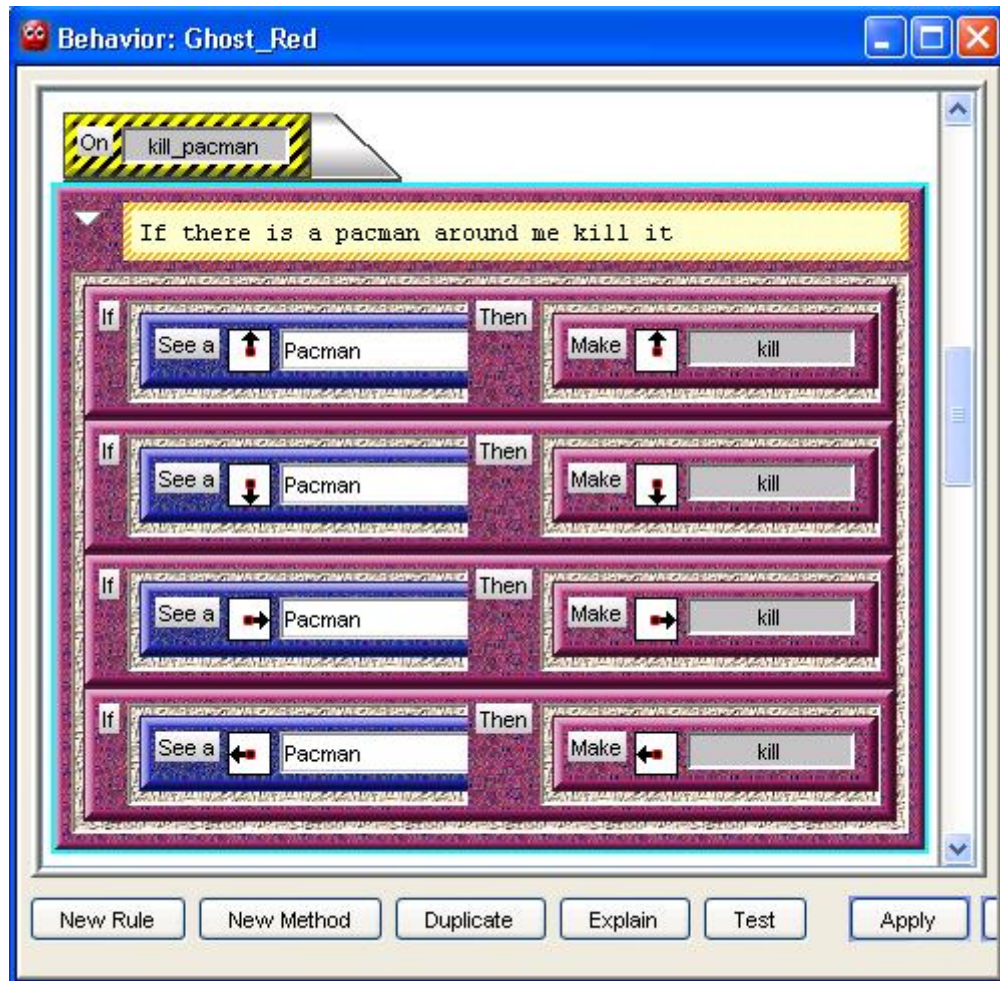 Behavior: Ghost_Red
On kill_pacman
If there is a pacman around me kill it
If See a Pacman Then Make kill
If See a Pacman Then Make kill
If See a Pacman Then Make kill
If See a Pacman Then Make kill
New Rule New Method Duplicate Explain Test Apply